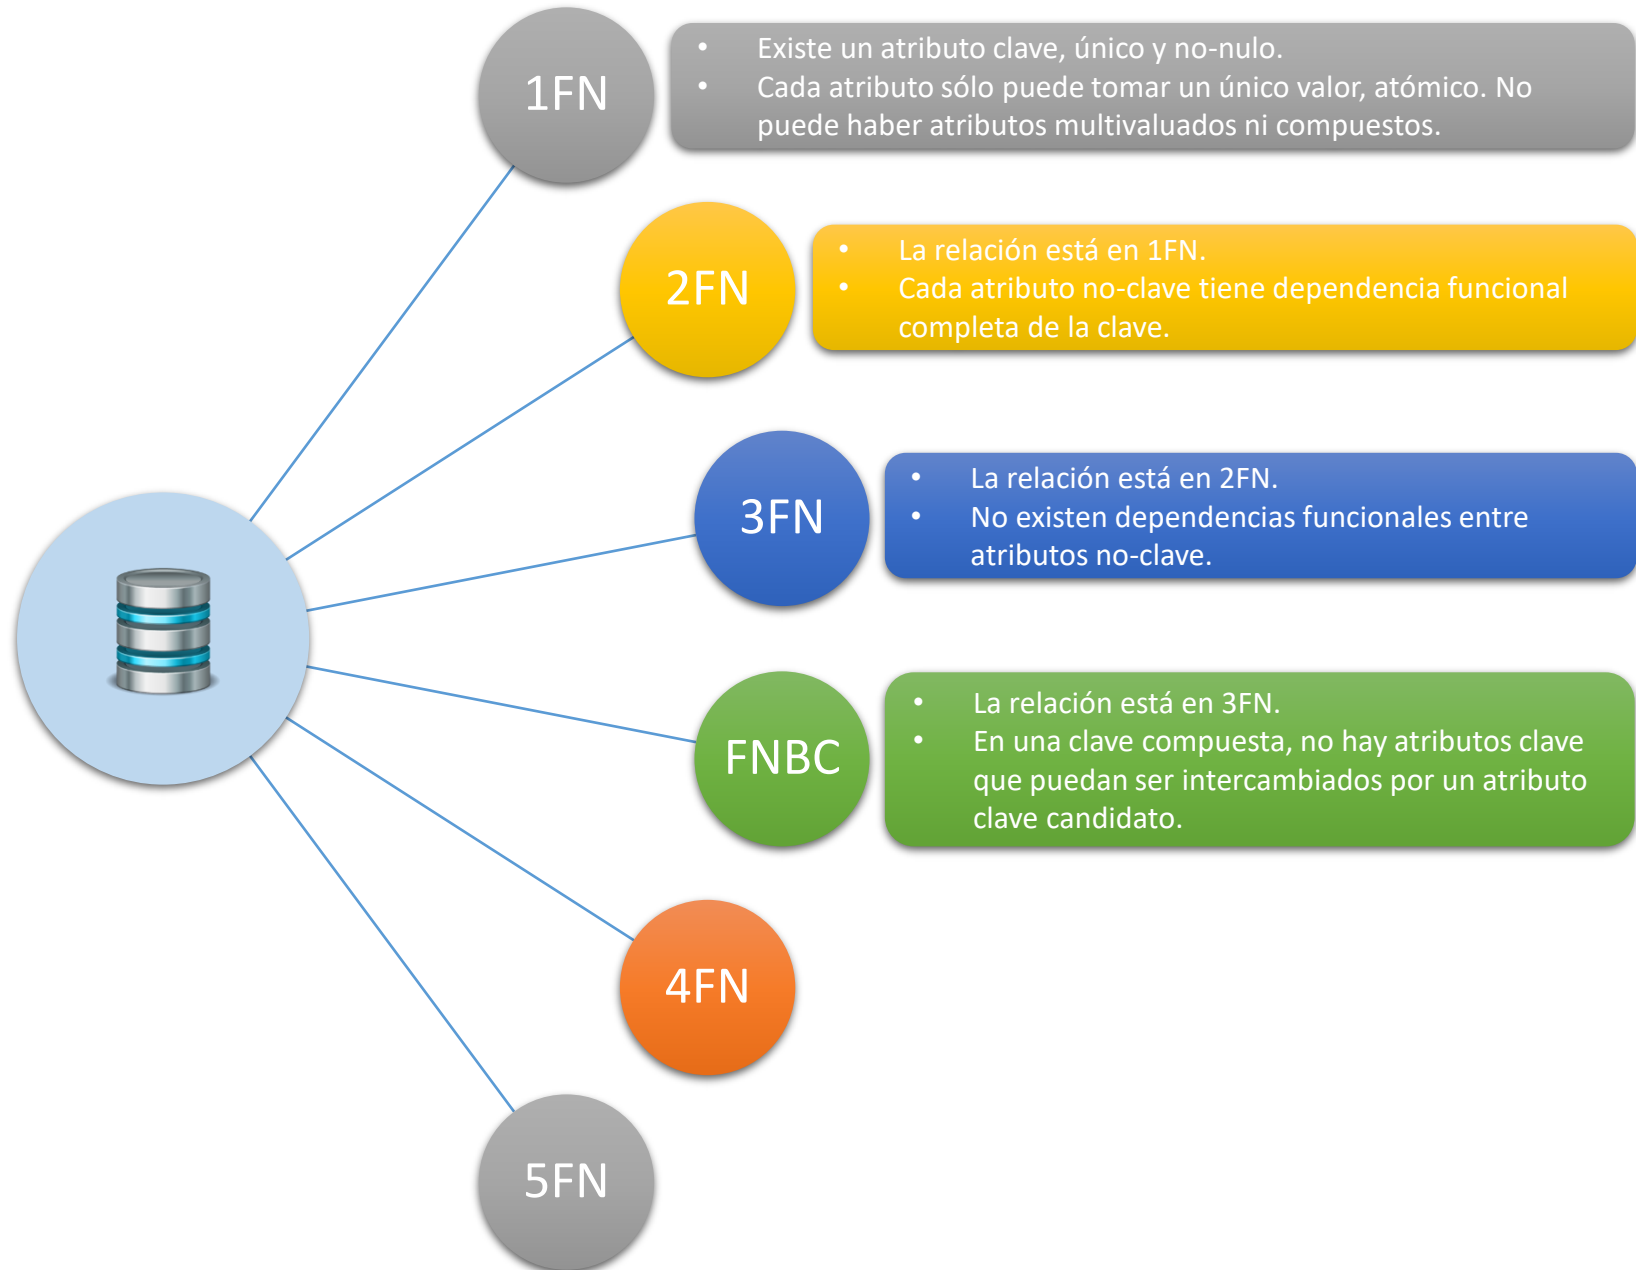 1FN
• Existe un atributo clave, único y no-nulo.
• Cada atributo sólo puede tomar un único valor, atómico. No
puede haber atributos multivaluados ni compuestos.
2FN
• La relación está en 1FN.
• Cada atributo no-clave tiene dependencia funcional
completa de la clave.
3FN
• La relación está en 2FN.
• No existen dependencias funcionales entre
atributos no-clave.
FNBC
• La relación está en 3FN.
• En una clave compuesta, no hay atributos clave
que puedan ser intercambiados por un atributo
clave candidato.
4FN
5FN